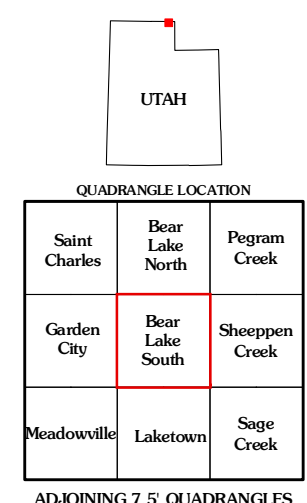 UTAH
QUADRANGLE LOCATION
Saint
Charles
Bear
Lake
North
Pegram
Creek
Garden
City
Bear
Lake
South
Sheeppen
Creek
Meadowville
Laketown
Sage
Creek
ADJOINING 7.5' QUADRANGLES